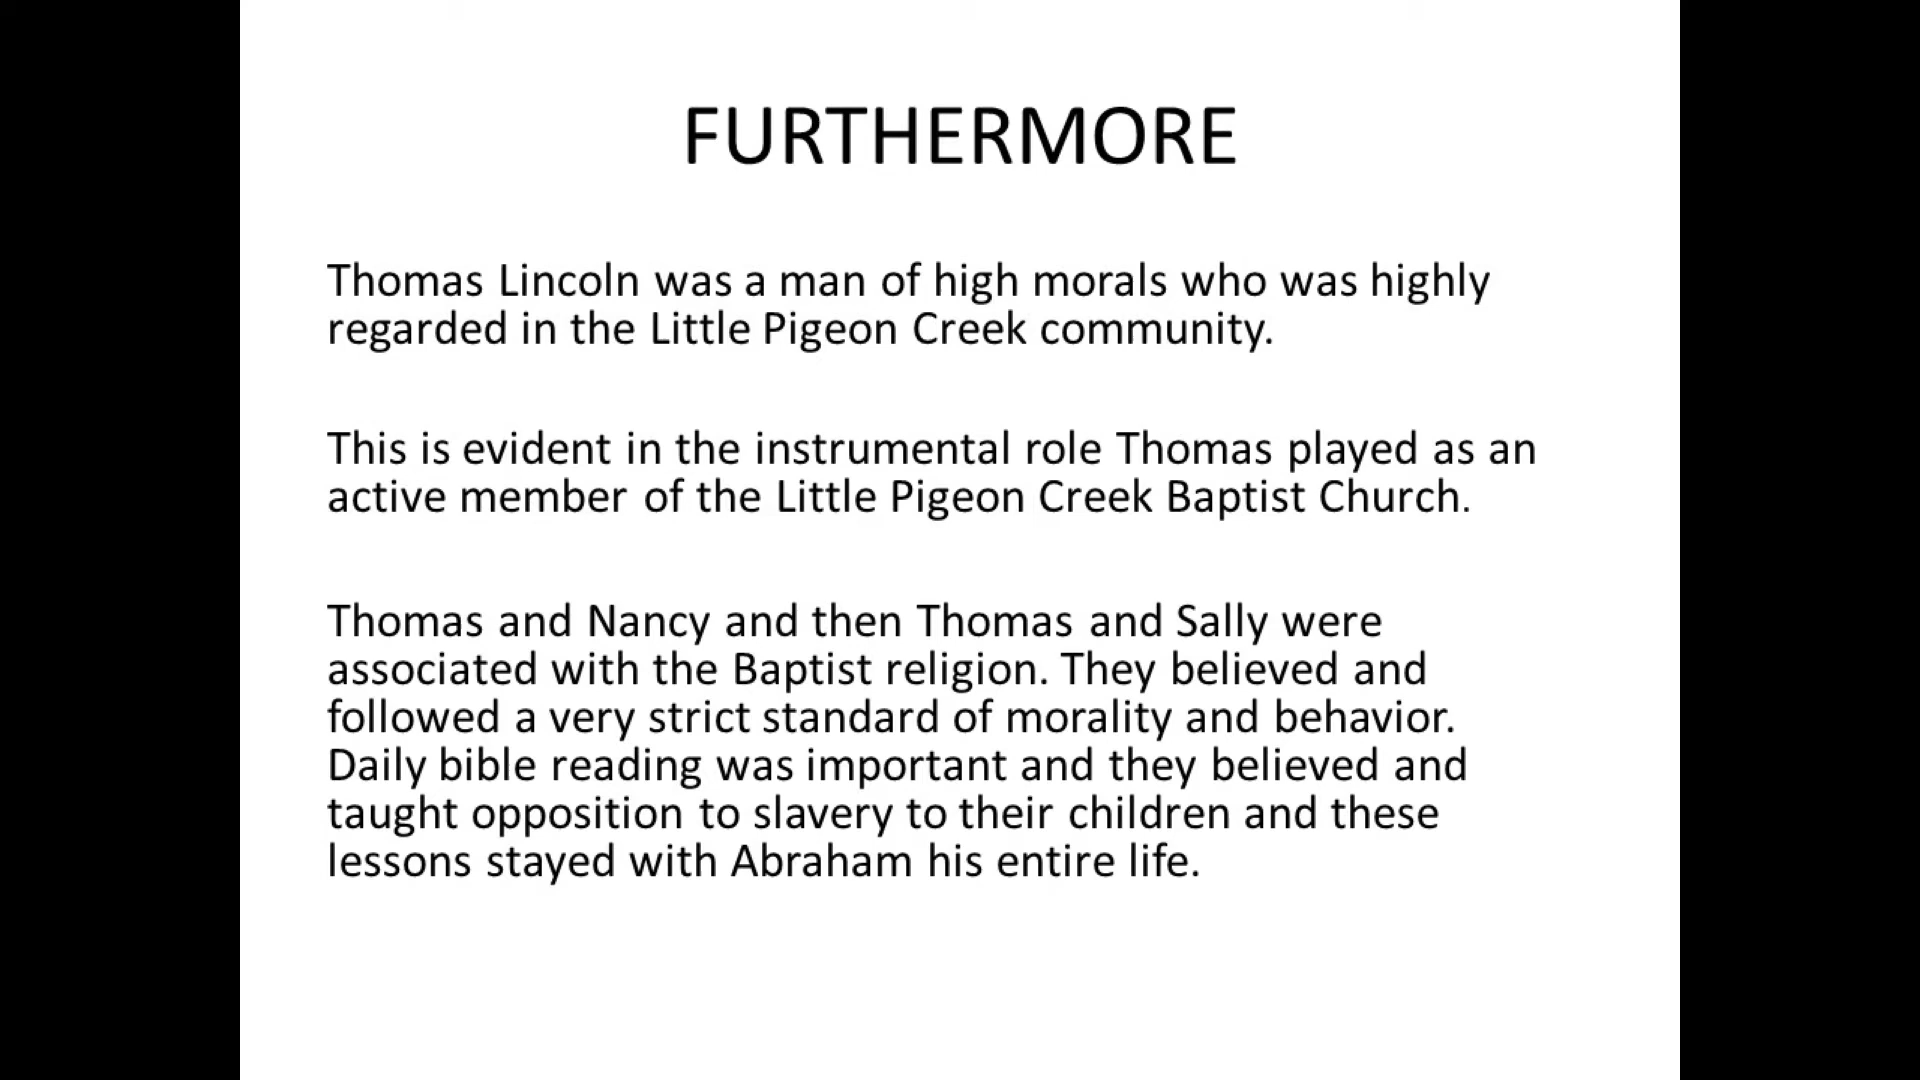 FURTHERMORE
Thomas Lincoln was a man of high morals who was highly
regarded in the Little Pigeon Creek community.
This is evident in the instrumental role Thomas played as an
active member of the Little Pigeon Creek Baptist Church.
Thomas and Nancy and then Thomas and Sally were
associated with the Baptist religion. They believed and
followed a very strict standard of morality and behavior.
Daily bible reading was important and they believed and
taught opposition to slavery to their children and these
lessons stayed with Abraham his entire life.